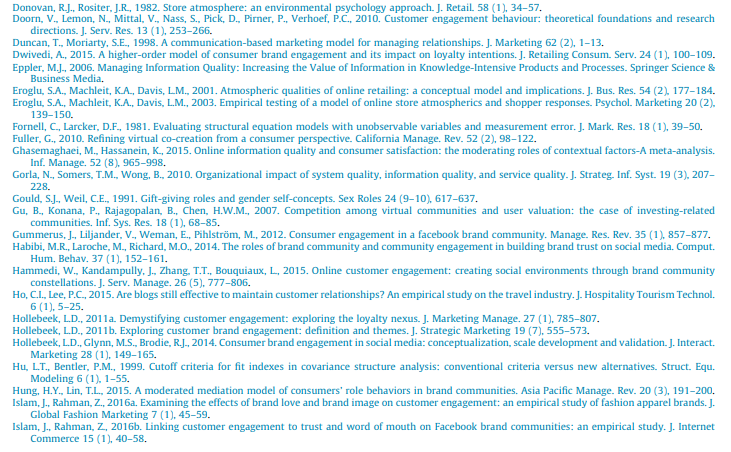 Donovan, R.J., Rositer, J.R., 1982. Store atmosphere: an environmental psychology approach. J. Retail. 58 (1), 34–57.
Doorn, V., Lemon, N., Mittal, V., Nass, S., Pick, D., Pirner, P., Verhoef, P.C., 2010. Customer engagement behaviour: theoretical foundations and research
directions. J. Serv. Res. 13 (1), 253–266.
Duncan, T., Moriarty, S.E., 1998. A communication-based marketing model for managing relationships. J. Marketing 62 (2), 1–13.
Dwivedi, A., 2015. A higher-order model of consumer brand engagement and its impact on loyalty intentions. J. Retailing Consum. Serv. 24 (1), 100–109.
Eppler, M.J., 2006. Managing Information Quality: Increasing the Value of Information in Knowledge-Intensive Products and Processes. Springer Science &
Business Media.
Eroglu, S.A., Machleit, K.A., Davis, L.M., 2001. Atmospheric qualities of online retailing: a conceptual model and implications. J. Bus. Res. 54 (2), 177–184.
Eroglu, S.A., Machleit, K.A., Davis, L.M., 2003. Empirical testing of a model of online store atmospherics and shopper responses. Psychol. Marketing 20 (2),
139–150.
Fornell, C., Larcker, D.F., 1981. Evaluating structural equation models with unobservable variables and measurement error. J. Mark. Res. 18 (1), 39–50.
Fuller, G., 2010. Refining virtual co-creation from a consumer perspective. California Manage. Rev. 52 (2), 98–122.
Ghasemaghaei, M., Hassanein, K., 2015. Online information quality and consumer satisfaction: the moderating roles of contextual factors-A meta-analysis.
Inf. Manage. 52 (8), 965–998.
Gorla, N., Somers, T.M., Wong, B., 2010. Organizational impact of system quality, information quality, and service quality. J. Strateg. Inf. Syst. 19 (3), 207–
228.
Gould, S.J., Weil, C.E., 1991. Gift-giving roles and gender self-concepts. Sex Roles 24 (9–10), 617–637.
Gu, B., Konana, P., Rajagopalan, B., Chen, H.W.M., 2007. Competition among virtual communities and user valuation: the case of investing-related
communities. Inf. Sys. Res. 18 (1), 68–85.
Gummerus, J., Liljander, V., Weman, E., Pihlström, M., 2012. Consumer engagement in a facebook brand community. Manage. Res. Rev. 35 (1), 857–877.
Habibi, M.R., Laroche, M., Richard, M.O., 2014. The roles of brand community and community engagement in building brand trust on social media. Comput.
Hum. Behav. 37 (1), 152–161.
Hammedi, W., Kandampully, J., Zhang, T.T., Bouquiaux, L., 2015. Online customer engagement: creating social environments through brand community
constellations. J. Serv. Manage. 26 (5), 777–806.
Ho, C.I., Lee, P.C., 2015. Are blogs still effective to maintain customer relationships? An empirical study on the travel industry. J. Hospitality Tourism Technol.
6 (1), 5–25.
Hollebeek, L.D., 2011a. Demystifying customer engagement: exploring the loyalty nexus. J. Marketing Manage. 27 (1), 785–807.
Hollebeek, L.D., 2011b. Exploring customer brand engagement: definition and themes. J. Strategic Marketing 19 (7), 555–573.
Hollebeek, L.D., Glynn, M.S., Brodie, R.J., 2014. Consumer brand engagement in social media: conceptualization, scale development and validation. J. Interact.
Marketing 28 (1), 149–165.
Hu, L.T., Bentler, P.M., 1999. Cutoff criteria for fit indexes in covariance structure analysis: conventional criteria versus new alternatives. Struct. Equ.
Modeling 6 (1), 1–55.
Hung, H.Y., Lin, T.L., 2015. A moderated mediation model of consumers' role behaviors in brand communities. Asia Pacific Manage. Rev. 20 (3), 191–200.
Islam, J., Rahman, Z., 2016a. Examining the effects of brand love and brand image on customer engagement: an empirical study of fashion apparel brands. J.
Global Fashion Marketing 7 (1), 45–59.
Islam, J., Rahman, Z., 2016b. Linking customer engagement to trust and word of mouth on Facebook brand communities: an empirical study. J. Internet
Commerce 15 (1), 40–58.